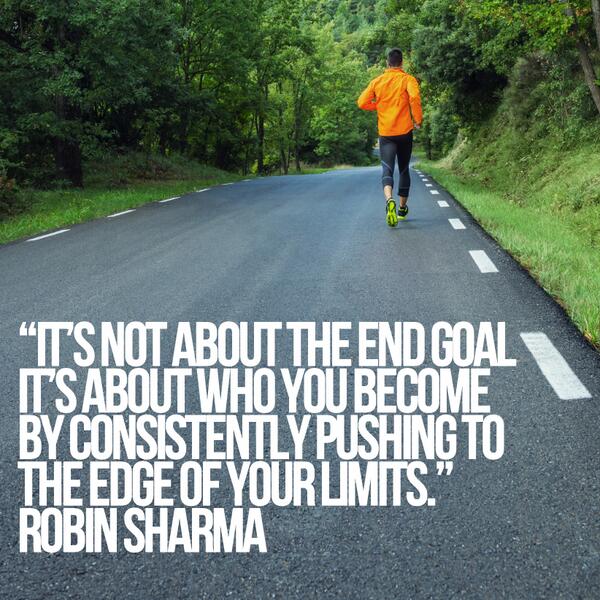 “IT’S NOT ABOUT THE END GOAL
IT’S ABOUT WHO YOU BECOME
BY CONSISTENTLY PUSHING TO
THE EDGE OF YOUR LIMITS.”
ROBIN SHARMA